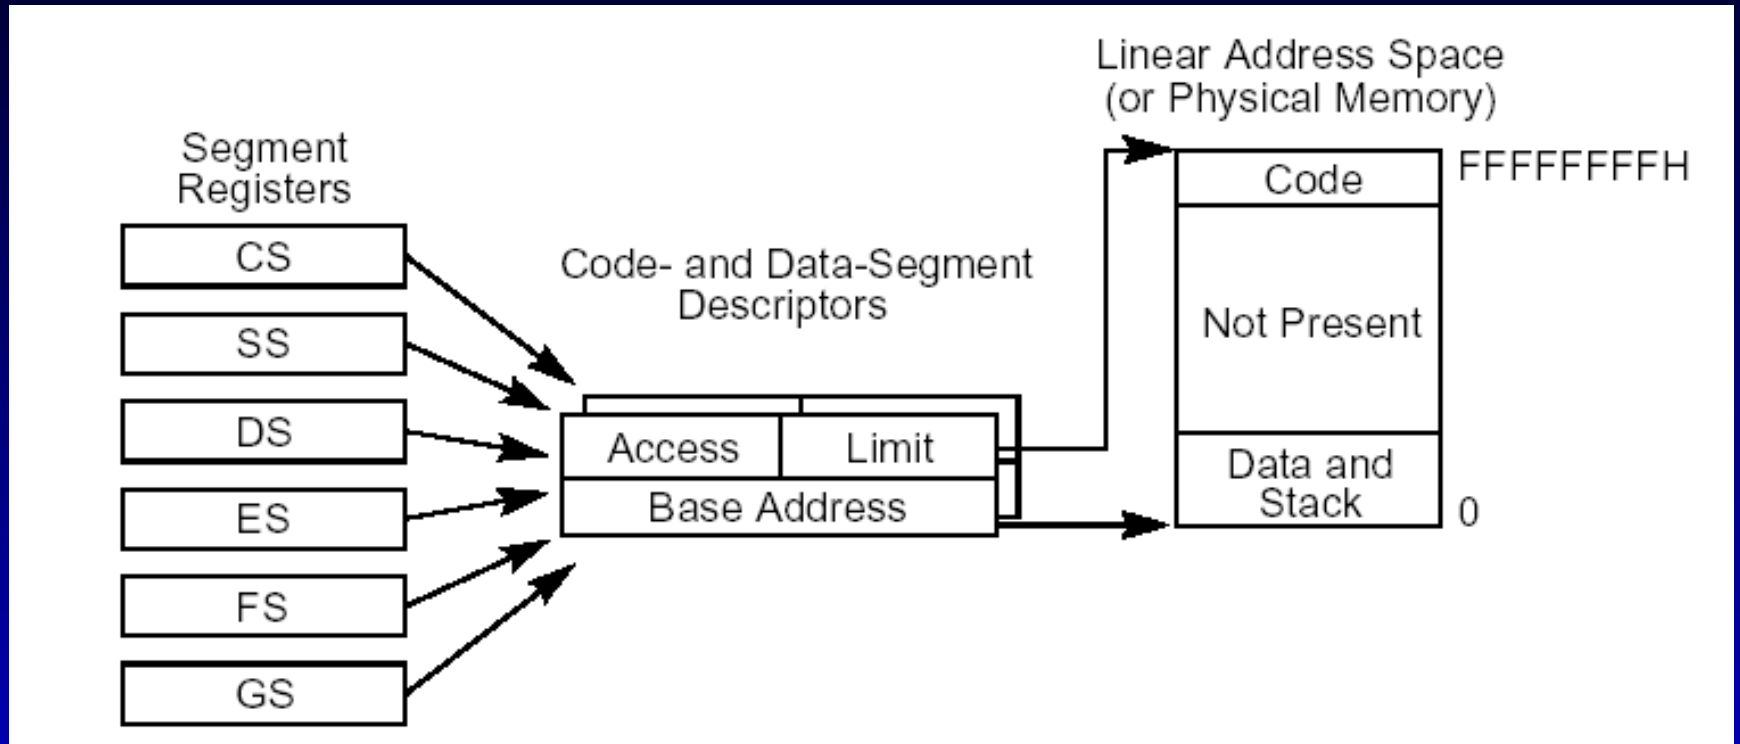 Linear Address Space
(or Physical Memory)
Segment
Registers
FFFFFFFFH
Code
CS
Code- and Data-Segment
Descriptors
SS
Not Present
DS
Access
Limit
Data and
Stack
Base Address
0
ES
FS
GS